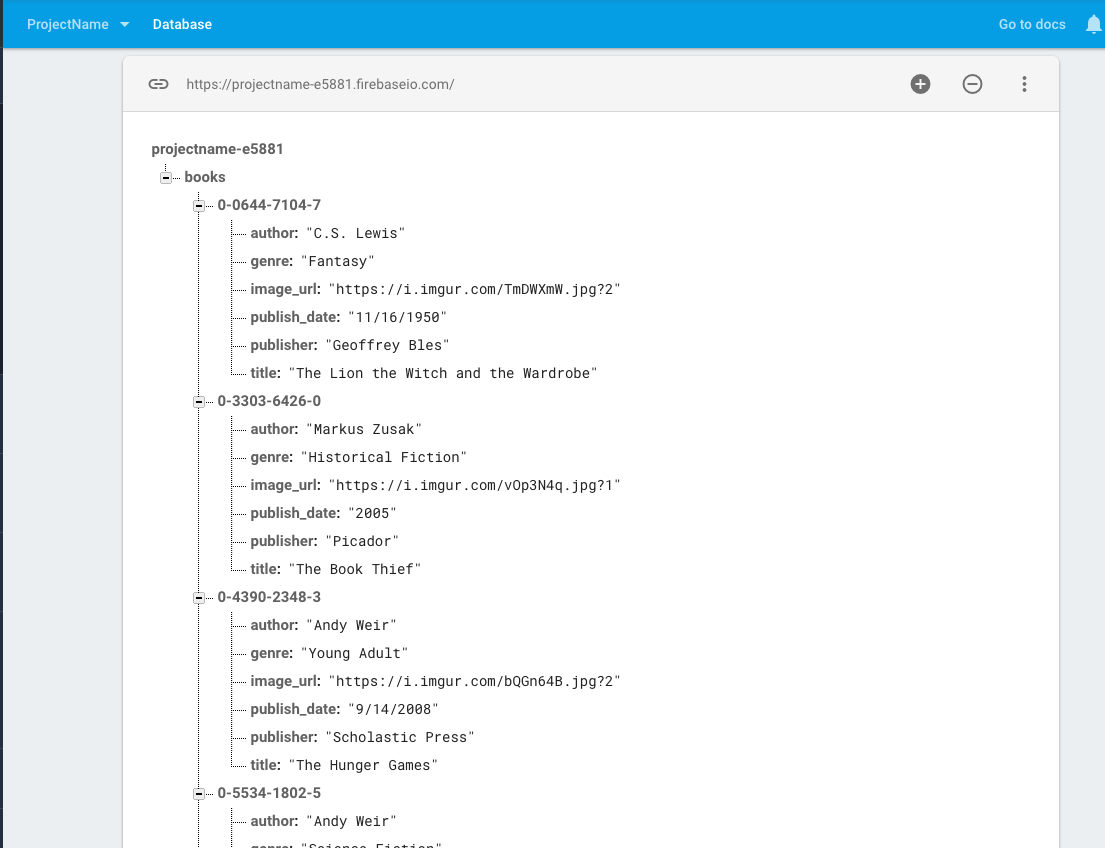 ProjectName Database Go to docs
https://projectname-e5881.firebaseio.com/
projectname-e5881
books
0-0644-7104-7
author: "C.S. Lewis"
genre: "Fantasy"
image_url: "https://i.imgur.com/TmDWXmW.jpg?2"
publish_date: "11/16/1950"
publisher: "Geoffrey Bles"
title: "The Lion the Witch and the Wardrobe"
0-3303-6426-0
author: "Markus Zusak"
genre: "Historical Fiction"
image_url: "https://i.imgur.com/vOp3N4q.jpg?1"
publish_date: "2005"
publisher: "Picador"
title: "The Book Thief"
0-4390-2348-3
author: "Andy Weir"
genre: "Young Adult"
image_url: "https://i.imgur.com/bQGn64B.jpg?2"
publish_date: "9/14/2008"
publisher: "Scholastic Press"
title: "The Hunger Games"
0-5534-1802-5
author: "Andy Weir"
genre: "Science Fiction"